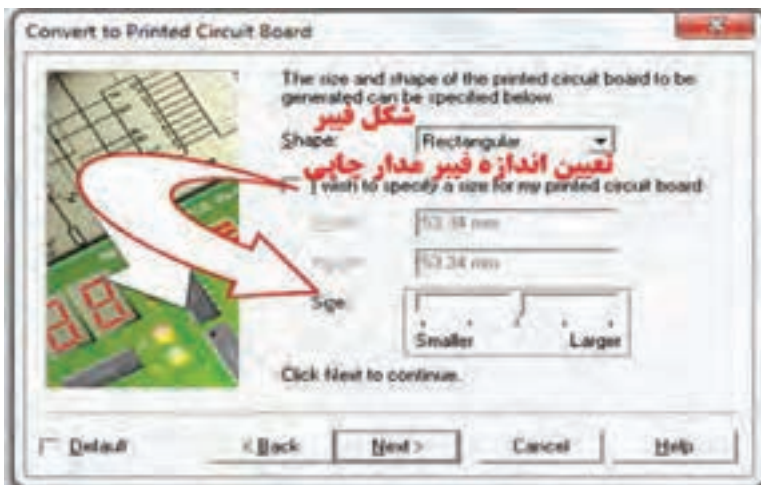 Convert to Printed Circuit Board
The size and shape of the printed circuit board to be
generated can be specified below.
شکل فیبر
Shape: Rectangular
تعیین اندازه فیبر مدار چاپی
I wish to specify a size for my printed circuit board
53.34 mm
53.34 mm
Size
Smaller Larger
Click Next to continue.
Default < Back Next > Cancel Help